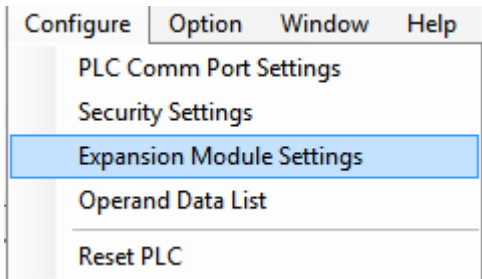 Configure Option Window Help
PLC Comm Port Settings
Security Settings
Expansion Module Settings
Operand Data List
Reset PLC